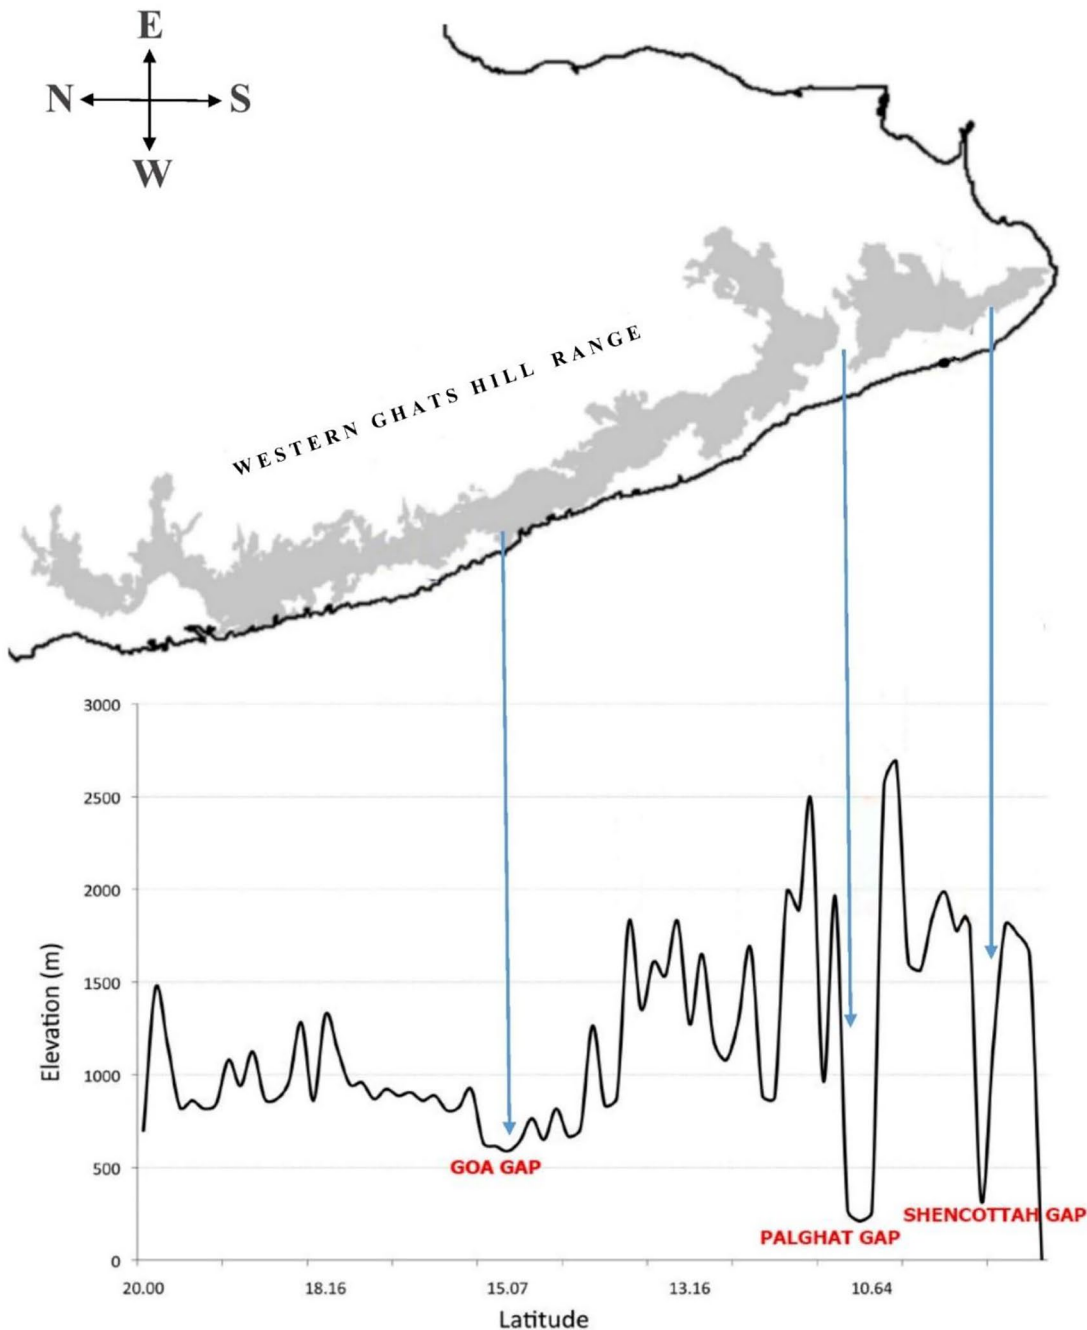 E
N S
W
WESTERN GHATS HILL RANGE
3000
2500
2000
1500
1000
500
0
Elevation (m)
GOA GAP
PALGHAT GAP
SHENCOTTAH GAP
20.00 18.16 15.07 13.16 10.64
Latitude